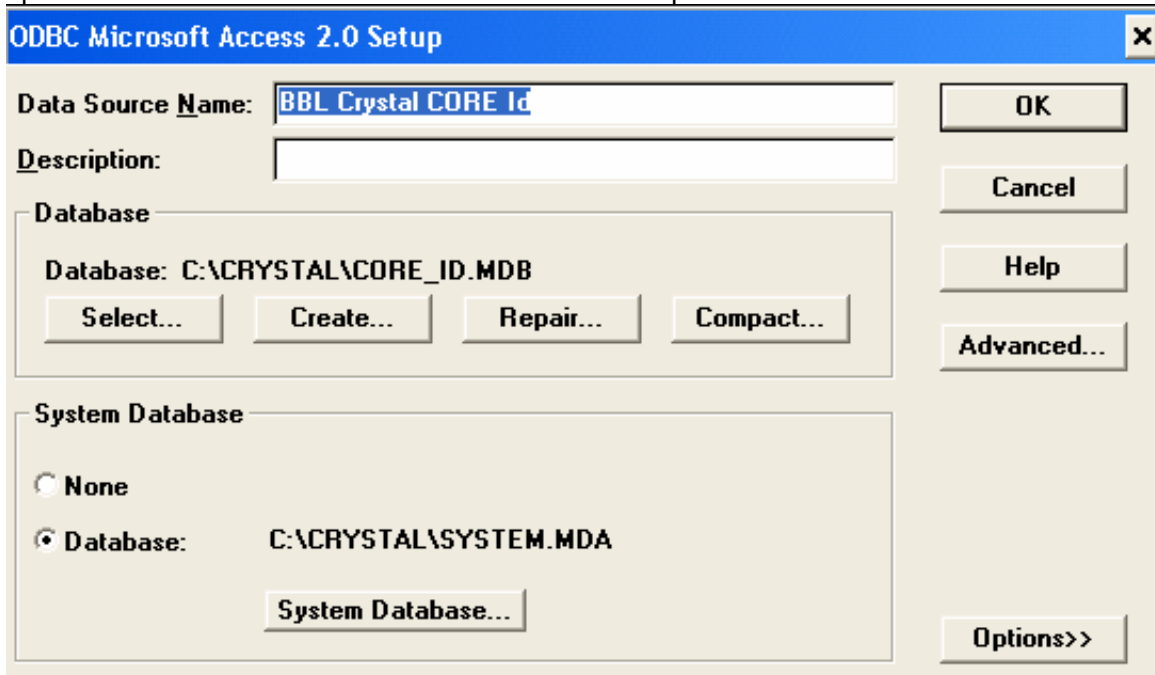 ODBC Microsoft Access 2.0 Setup
Data Source Name: BBL Crystal CORE Id
OK
Description:
Cancel
Database
Database: C:\CRYSTAL\CORE_ID.MDB
Help
Select... Create... Repair... Compact...
Advanced...
System Database
None
Database: C:\CRYSTAL\SYSTEM.MDA
System Database...
Options>>